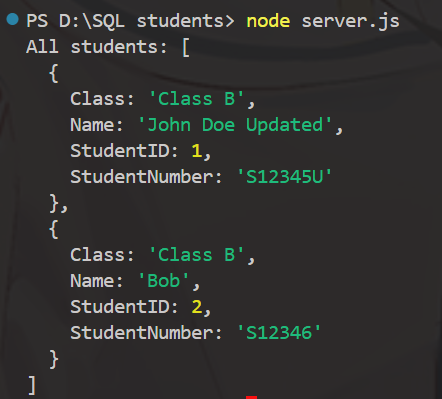 PS D:\SQL students> node server.js
All students: [
  {
    Class: 'Class B',
    Name: 'John Doe Updated',
    StudentID: 1,
    StudentNumber: 'S12345U'
  },
  {
    Class: 'Class B',
    Name: 'Bob',
    StudentID: 2,
    StudentNumber: 'S12346'
  }
]